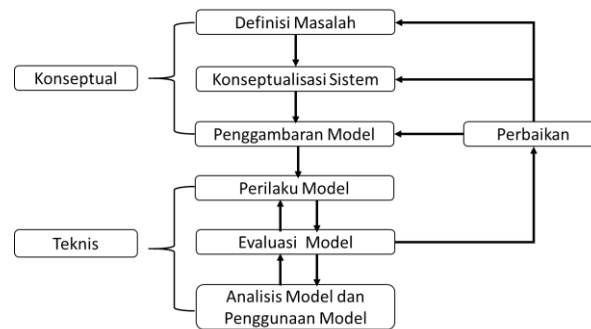 Definisi Masalah
Konseptual
Konseptualisasi Sistem
Penggambaran Model
Perbaikan
Perilaku Model
Teknis
Evaluasi Model
Analisis Model dan
Penggunaan Model